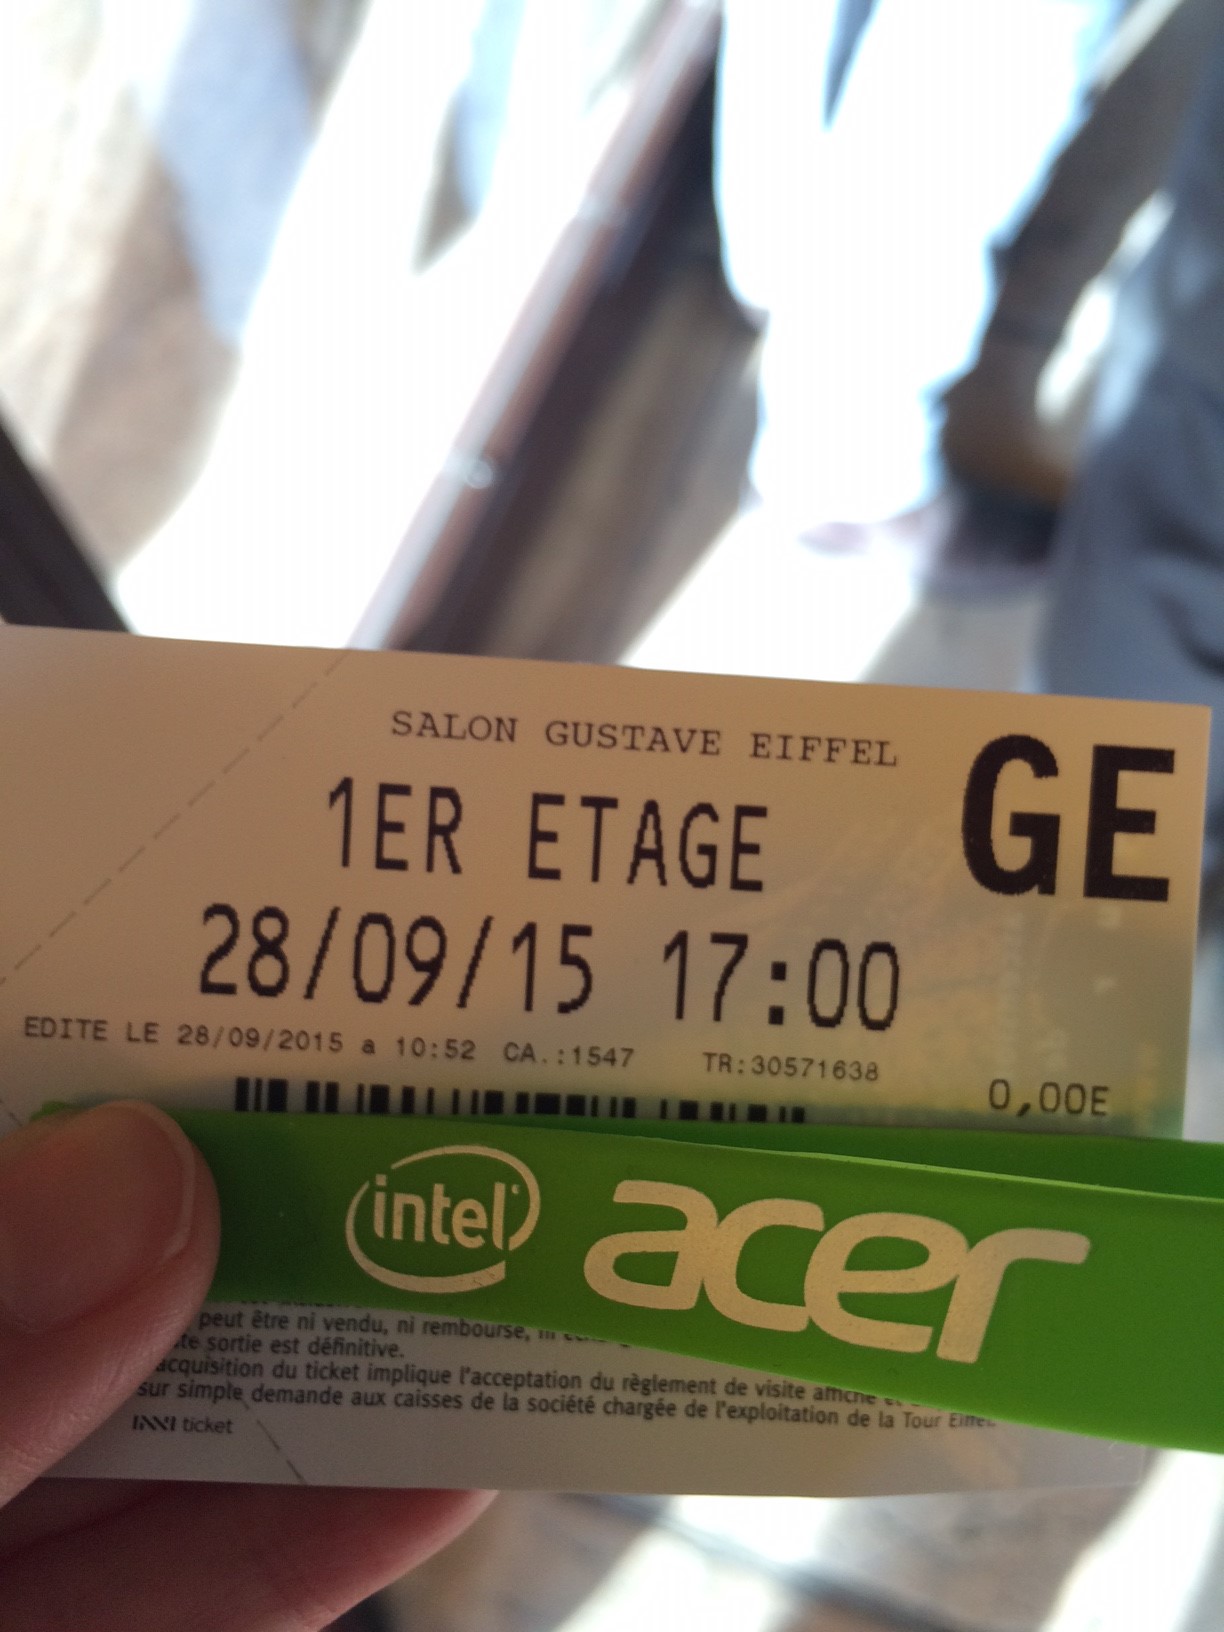 SALON GUSTAVE EIFFEL
GE
1ER ETAGE
28/09/15 17:00
EDITE LE 28/09/2015 a 10:52 CA.:1547 TR:30571638
0,00E
intel acer
peut être ni vendu, ni rembourse, ni
sortie est définitive.
acquisition du ticket implique l'acceptation du règlement de visite affiché
sur simple demande aux caisses de la société chargée de l'exploitation de la Tour Eiffel.
IXXI ticket